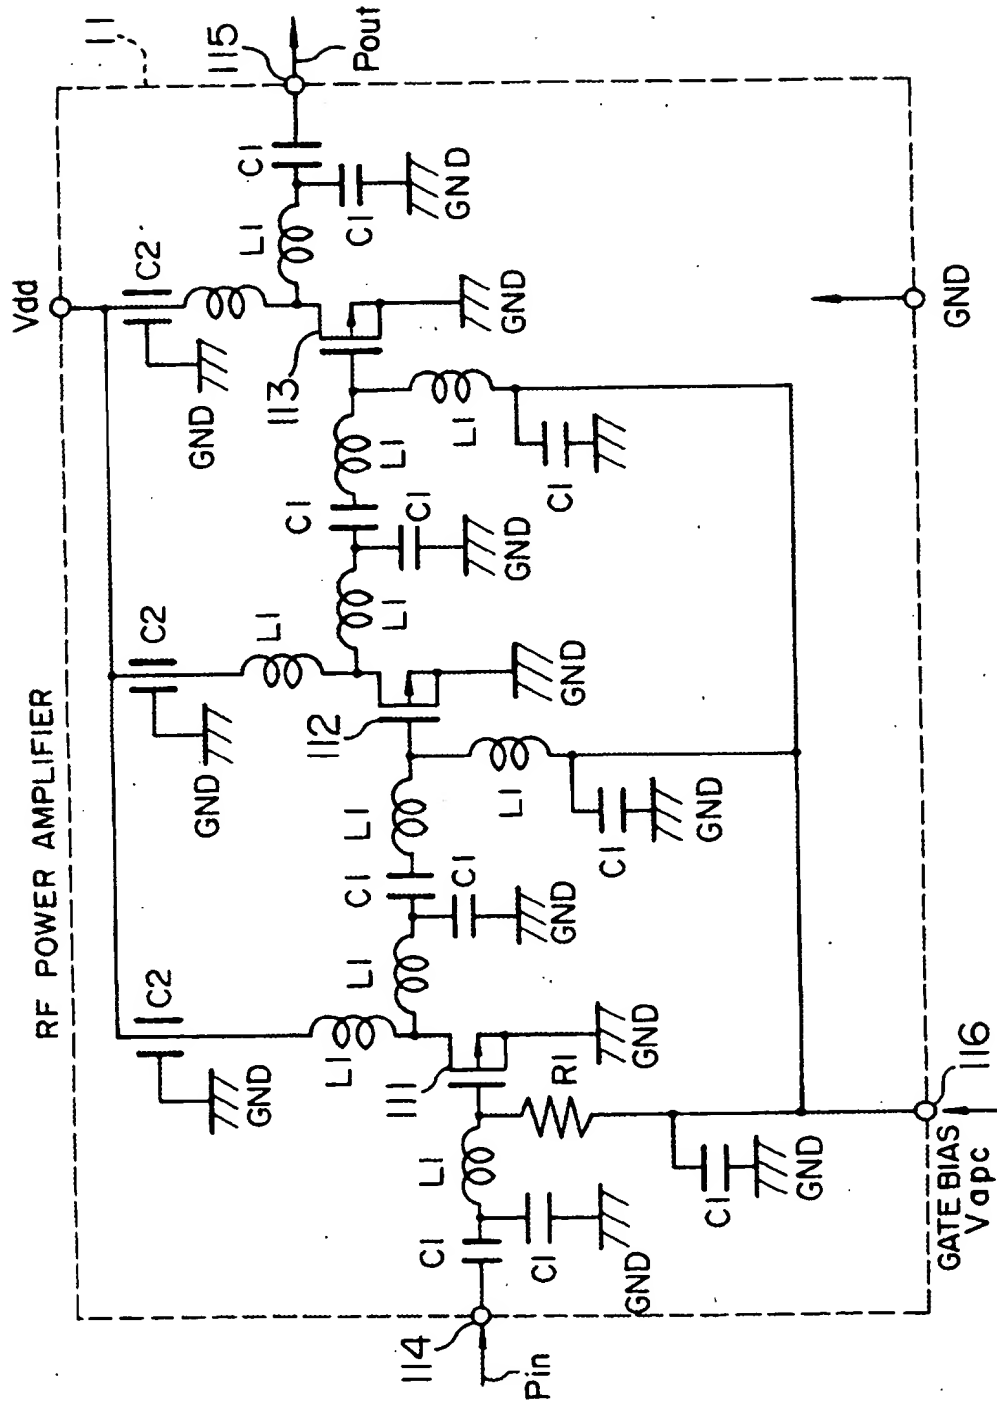 RF POWER AMPLIFIER
11
Vdd
C2
GND
C2
GND
C2
GND
L1
L1
115
Pout
L1
C1
C1
GND
113
GND
L1
C1
C1
L1
GND
L1
C1
112
GND
L1
C1
C1
L1
GND
L1
C1
GND
111
GND
R1
C1
GND
114
Pin
C1
C1
GND
L1
GATE BIAS
Vapc
116
GND